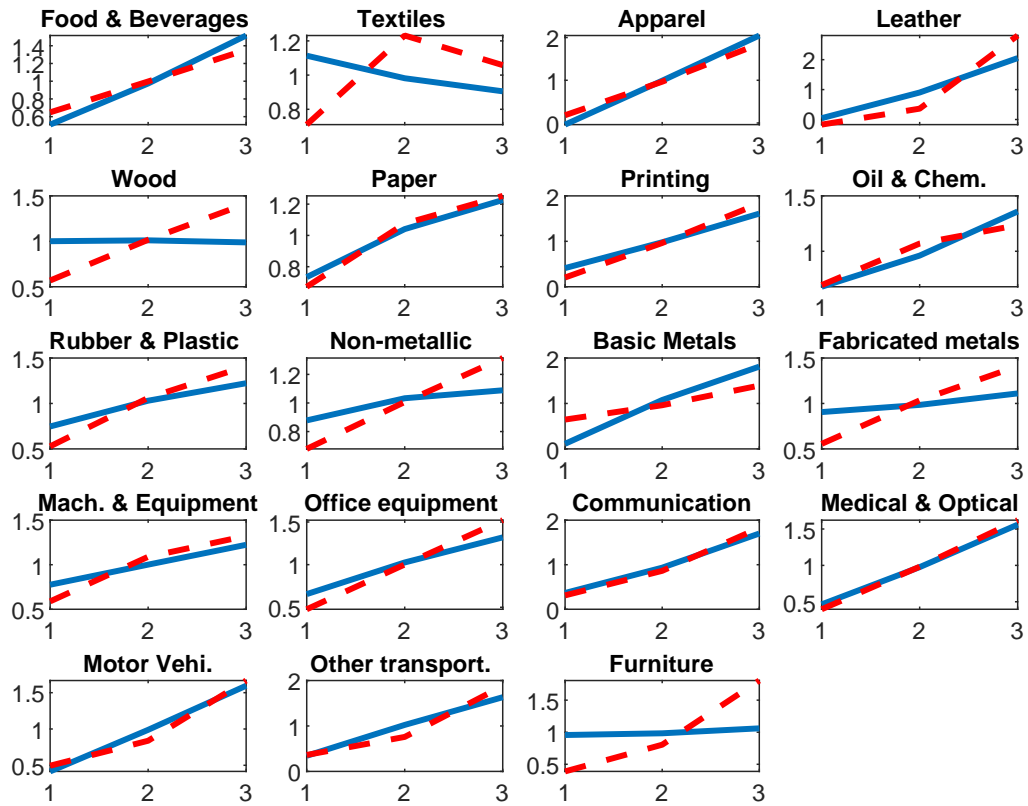 Food & Beverages
1.4
1.2
1
0.8
0.6
1 2 3
Textiles
1.2
1
0.8
1 2 3
Apparel
2
1
0
1 2 3
Leather
2
1
0
1 2 3
Wood
1.5
1
0.5
1 2 3
Paper
1.2
1
0.8
1 2 3
Printing
2
1
0
1 2 3
Oil & Chem.
1.5
1
1 2 3
Rubber & Plastic
1.5
1
0.5
1 2 3
Non-metallic
1.2
1
0.8
1 2 3
Basic Metals
2
1
0
1 2 3
Fabricated metals
1.5
1
0.5
1 2 3
Mach. & Equipment
1.5
1
0.5
1 2 3
Office equipment
1.5
1
0.5
1 2 3
Communication
2
1
0
1 2 3
Medical & Optical
1.5
1
0.5
1 2 3
Motor Vehi.
1.5
1
0.5
1 2 3
Other transport.
2
1
0
1 2 3
Furniture
1.5
1
0.5
1 2 3